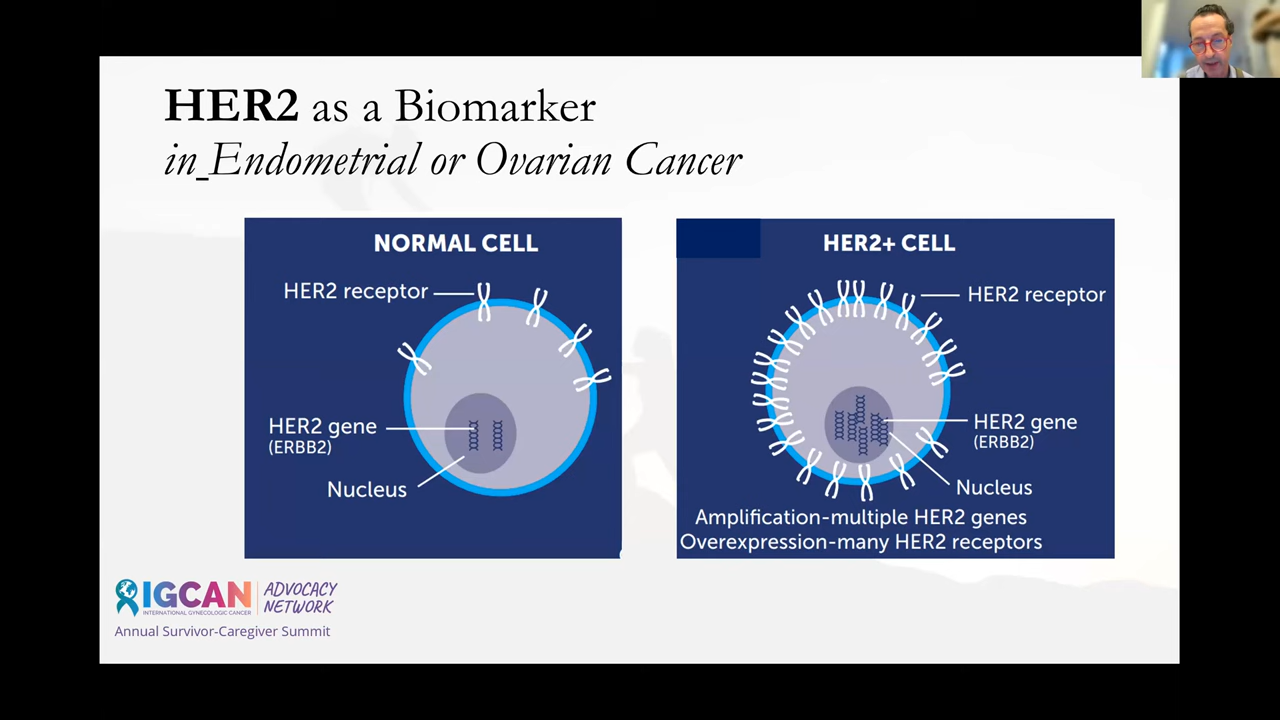 HER2 as a Biomarker
in Endometrial or Ovarian Cancer
NORMAL CELL
HER2 receptor
HER2 gene
(ERBB2)
Nucleus
HER2+ CELL
HER2 receptor
HER2 gene
(ERBB2)
Nucleus
Amplification-multiple HER2 genes
Overexpression-many HER2 receptors
IGCAN
INTERNATIONAL GYNECOLOGIC CANCER
ADVOCACY
NETWORK
Annual Survivor-Caregiver Summit